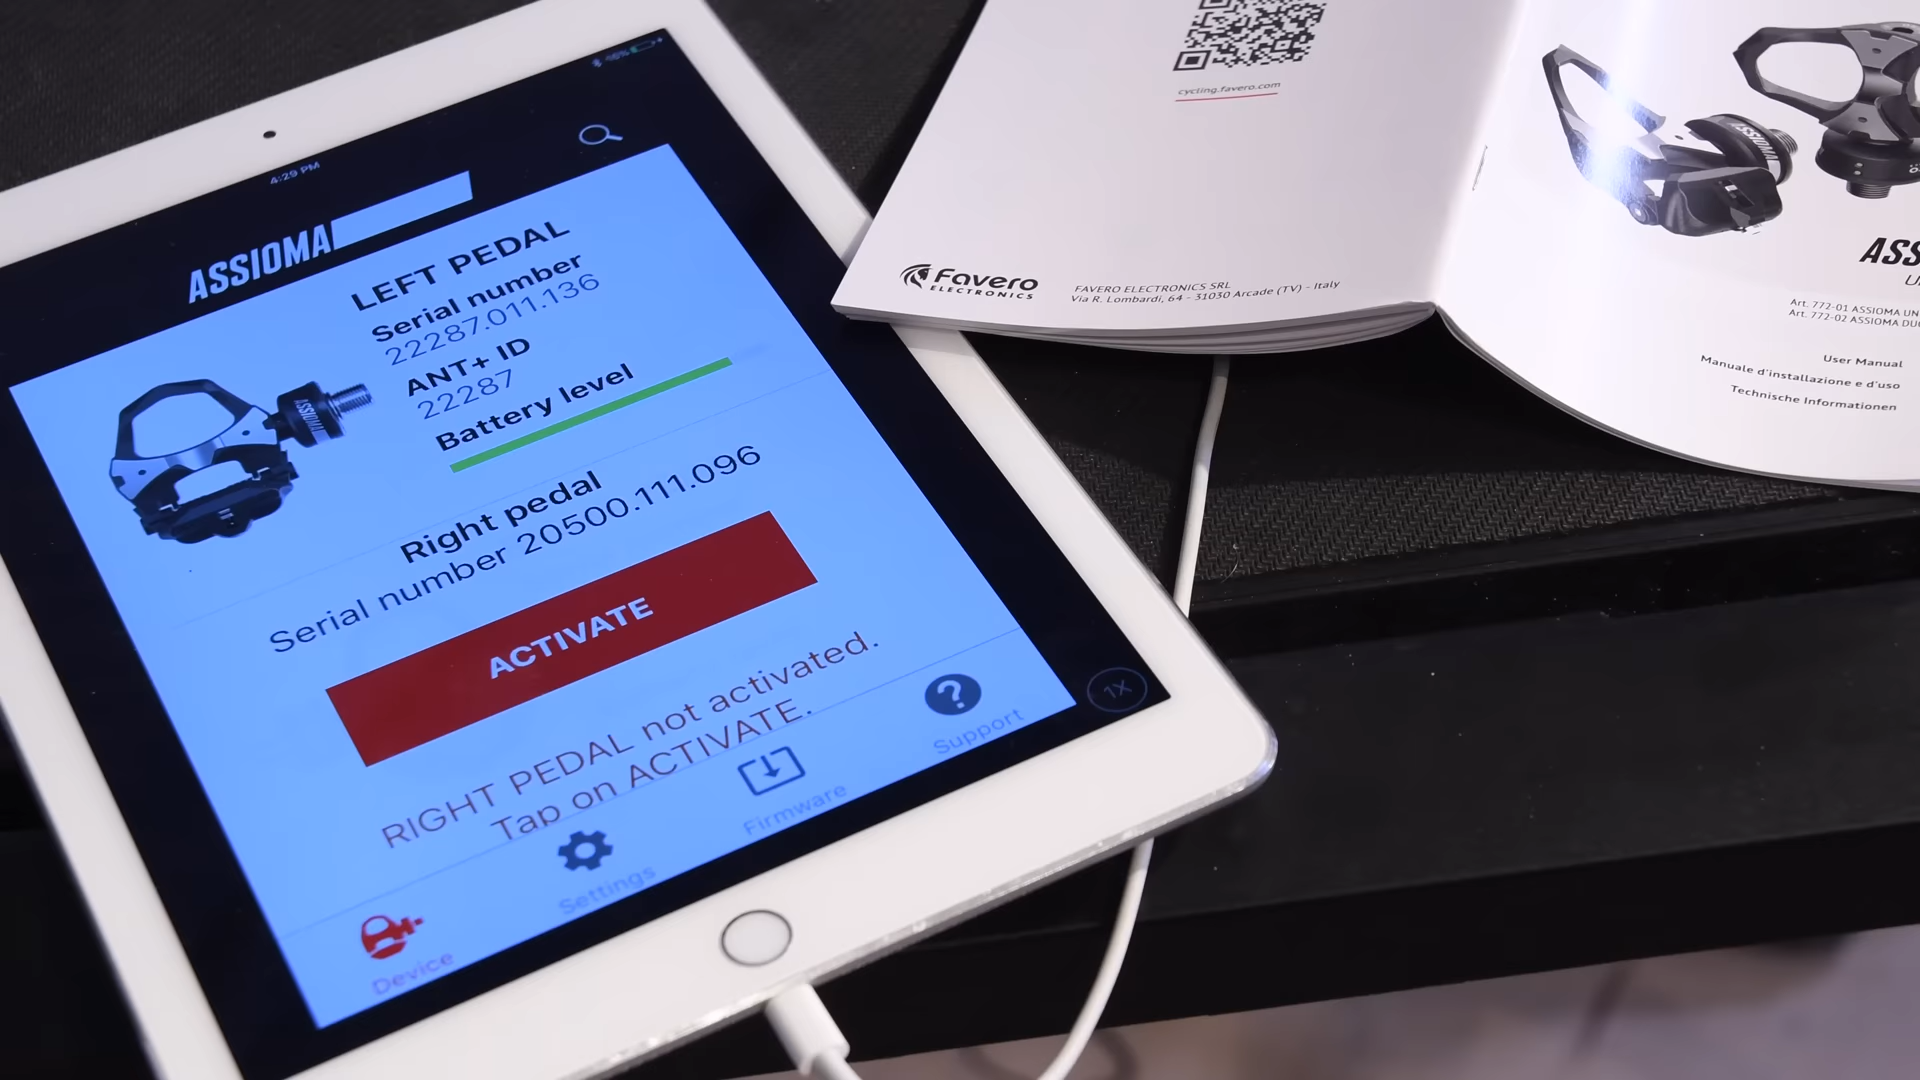 4:29 PM
ASSIOMA
LEFT PEDAL
Serial number
22287.011.136
ANT+ ID
22287
Battery level
ASSIOMA
Right pedal
Serial number 20500.111.096
ACTIVATE
RIGHT PEDAL not activated.
Tap on ACTIVATE.
Device
Settings
Firmware
Support
1X
cycling.favero.com
Favero
ELECTRONICS
FAVERO ELECTRONICS SRL
Via R. Lombardi, 64 - 31030 Arcade (TV) - Italy
ASSIOMA
Art. 772-01 ASSIOMA UN
Art. 772-02 ASSIOMA DU
User Manual
Manuale d'installazione e d'uso
Technische Informationen